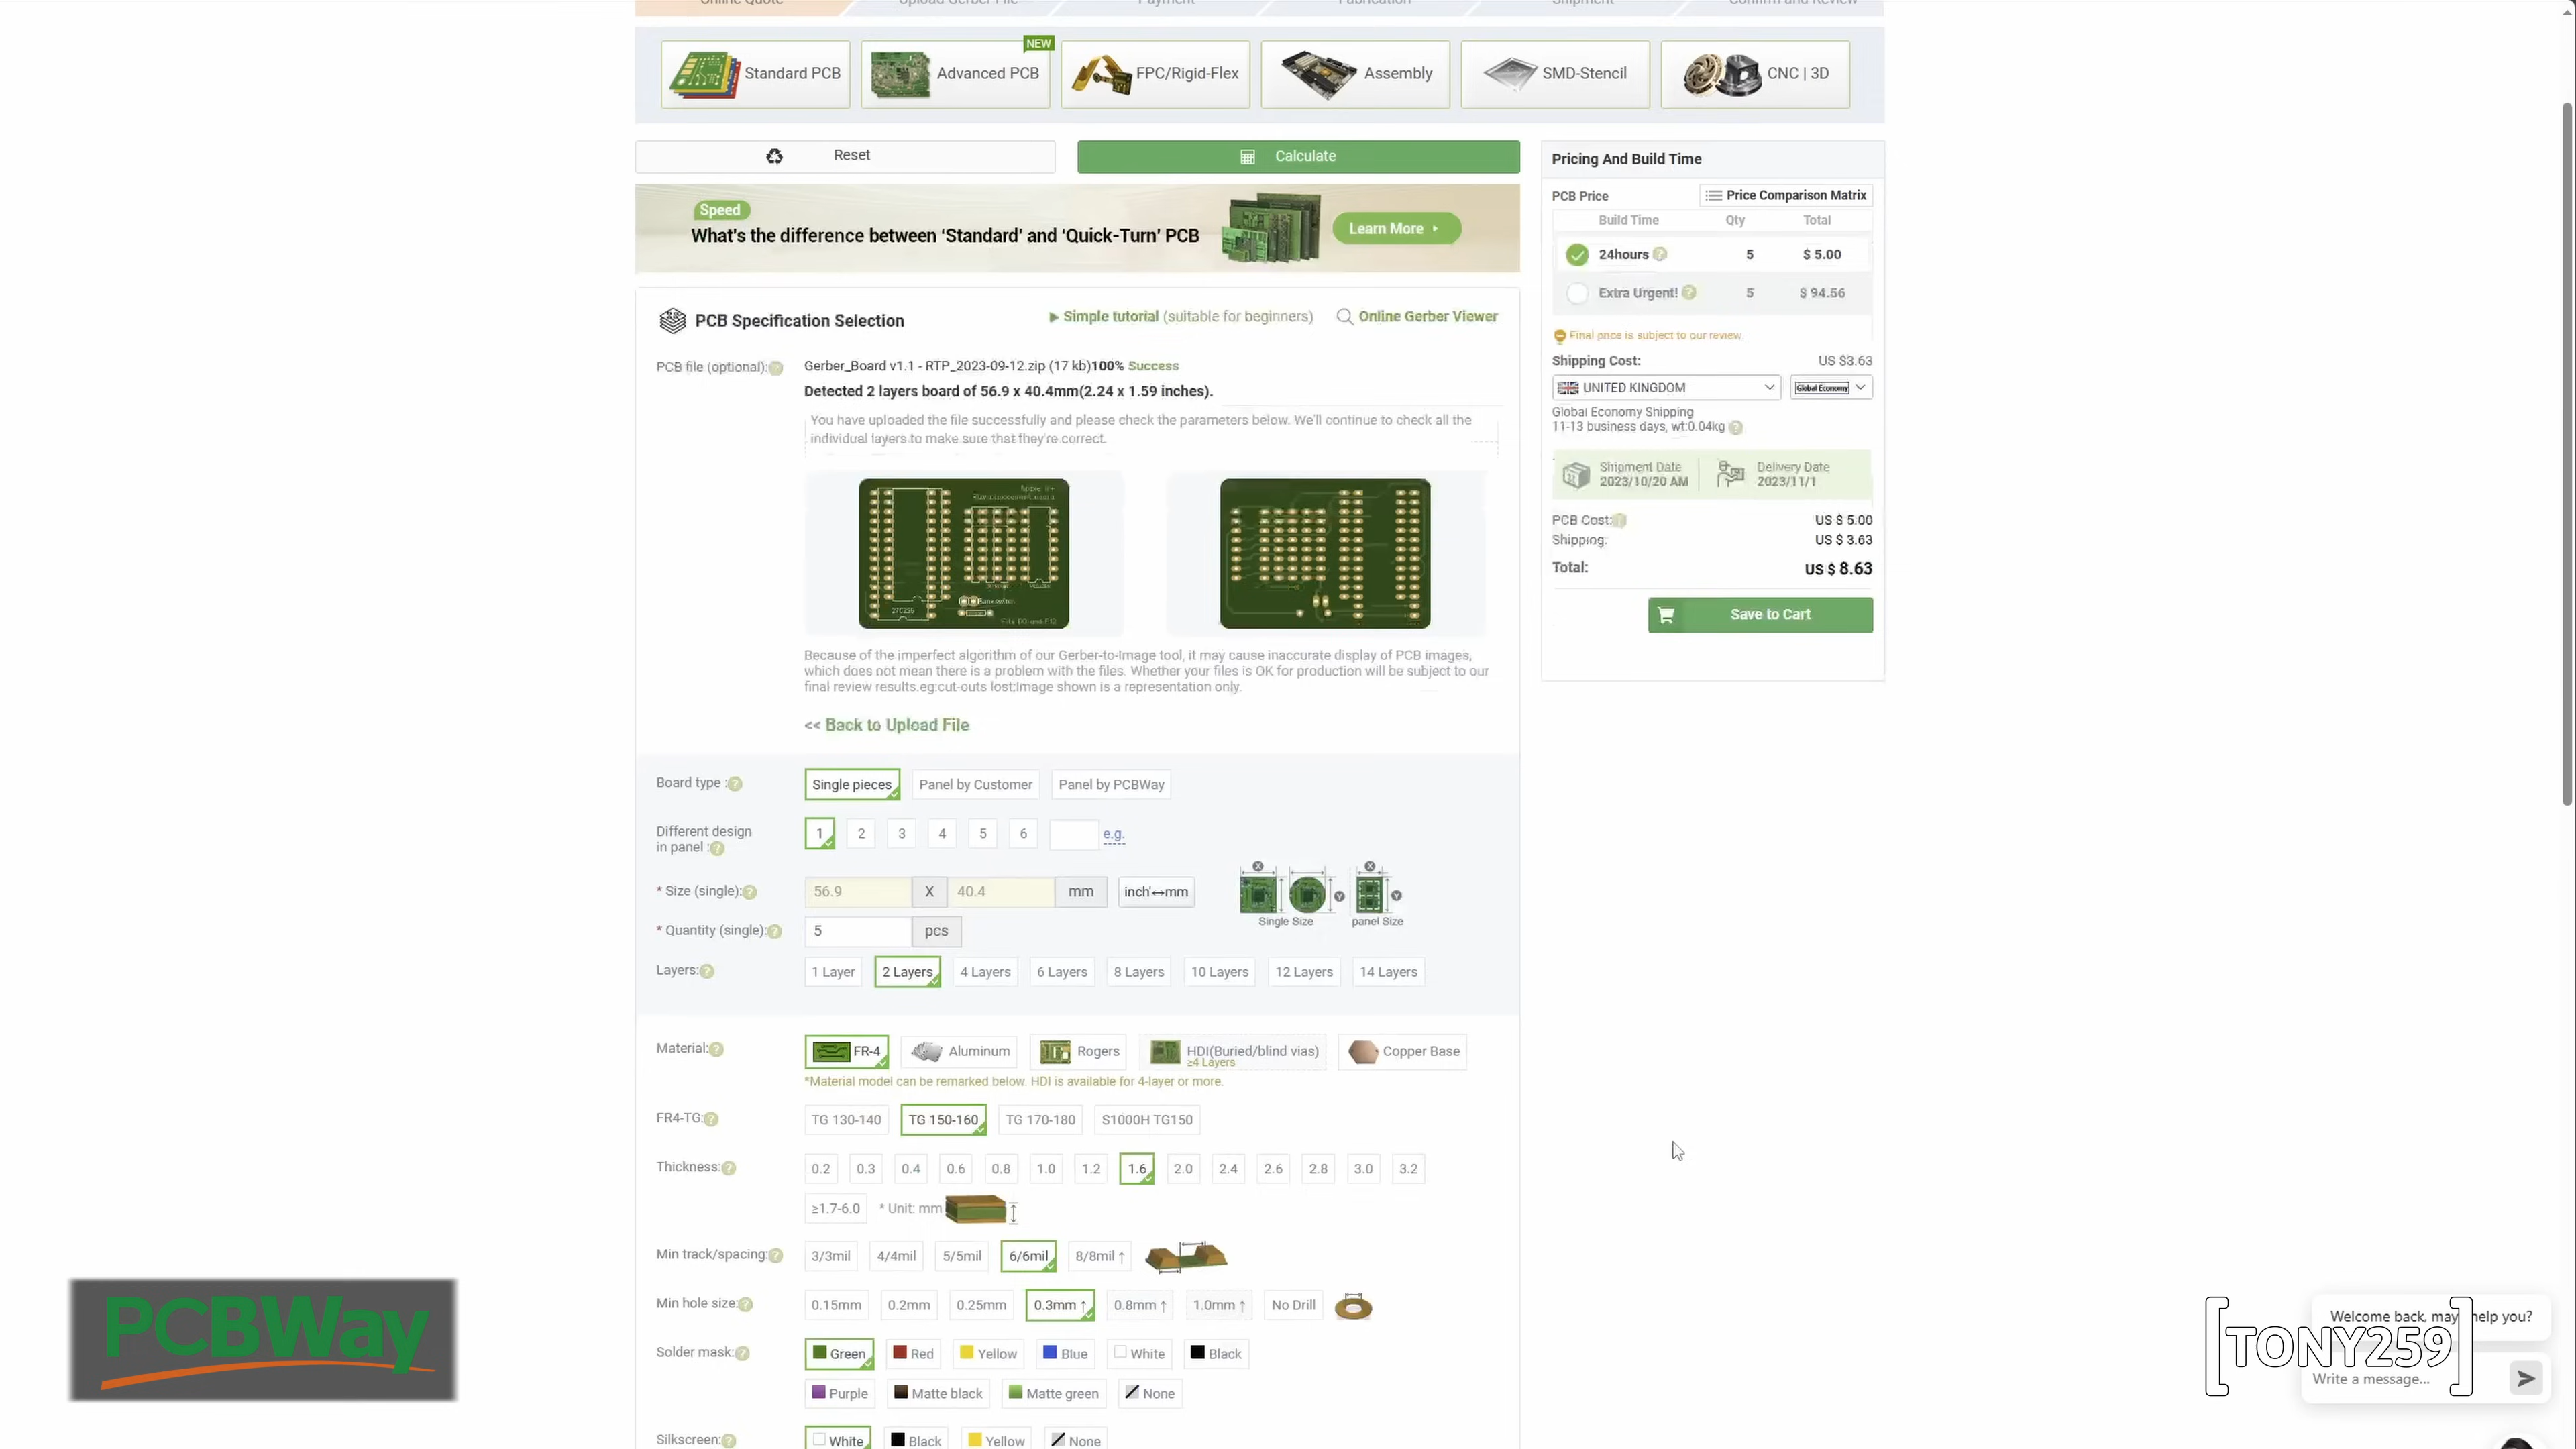 Online Quote
Upload Gerber File
Payment
Fabrication
Shipment
Confirm and Review
Standard PCB
NEW
Advanced PCB
FPC/Rigid-Flex
Assembly
SMD-Stencil
CNC | 3D
Reset
Calculate
Speed
What's the difference between ‘Standard’ and ‘Quick-Turn’ PCB
Learn More
PCB Specification Selection
Simple tutorial (suitable for beginners)
Online Gerber Viewer
PCB file (optional):
Gerber_Board v1.1 - RTP_2023-09-12.zip (17 kb)100% Success
Detected 2 layers board of 56.9 x 40.4mm(2.24 x 1.59 inches).
You have uploaded the file successfully and please check the parameters below. We'll continue to check all the
individual layers to make sure that they're correct.
Because of the imperfect algorithm of our Gerber-to-Image tool, it may cause inaccurate display of PCB images,
which does not mean there is a problem with the files. Whether your files is OK for production will be subject to our
final review results.eg:cut-outs lost;Image shown is a representation only.
<< Back to Upload File
Board type :
Single pieces
Panel by Customer
Panel by PCBWay
Different design
in panel :
1 2 3 4 5 6 e.g.
* Size (single):
56.9 X 40.4 mm inch↔mm
Single Size
panel Size
* Quantity (single):
5 pcs
Layers:
1 Layer 2 Layers 4 Layers 6 Layers 8 Layers 10 Layers 12 Layers 14 Layers
Material:
FR-4 Aluminum Rogers HDI(Buried/blind vias) Copper Base
≥4 Layers
*Material model can be remarked below. HDI is available for 4-layer or more.
FR4-TG:
TG 130-140 TG 150-160 TG 170-180 S1000H TG150
Thickness:
0.2 0.3 0.4 0.6 0.8 1.0 1.2 1.6 2.0 2.4 2.6 2.8 3.0 3.2
≥1.7-6.0 * Unit: mm
Min track/spacing:
3/3mil 4/4mil 5/5mil 6/6mil 8/8mil ↑
Min hole size:
0.15mm 0.2mm 0.25mm 0.3mm ↑ 0.8mm ↑ 1.0mm ↑ No Drill
Solder mask:
Green Red Yellow Blue White Black
Purple Matte black Matte green None
Silkscreen:
White Black Yellow None
Pricing And Build Time
PCB Price
Price Comparison Matrix
Build Time Qty Total
24hours 5 $ 5.00
Extra Urgent! 5 $ 94.56
Final price is subject to our review
Shipping Cost: US $3.63
UNITED KINGDOM
Global Economy
Global Economy Shipping
11-13 business days, wt:0.04kg
Shipment Date
2023/10/20 AM
Delivery Date
2023/11/1
PCB Cost: US $ 5.00
Shipping: US $ 3.63
Total: US $ 8.63
Save to Cart
PCBWay
Welcome back, may help you?
[TONY259]
Write a message...